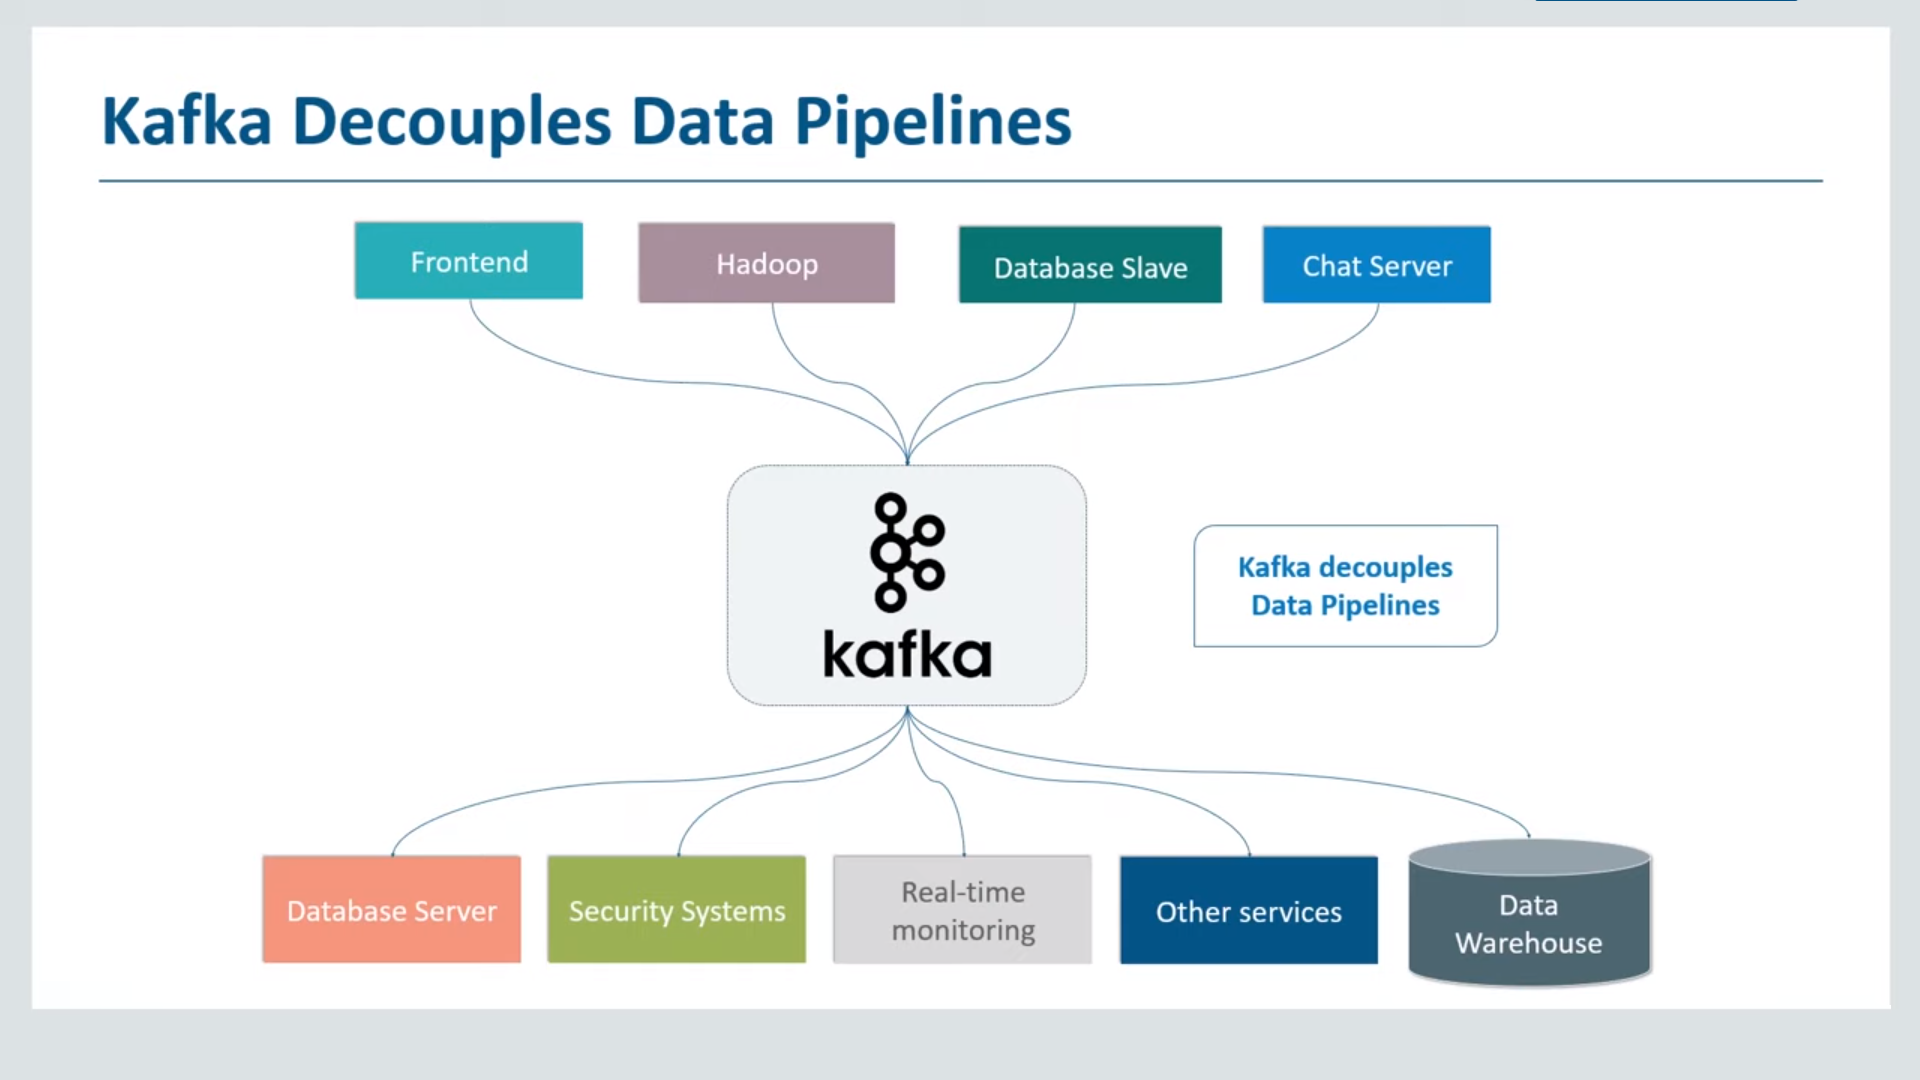 Kafka Decouples Data Pipelines
Frontend
Hadoop
Database Slave
Chat Server
kafka
Kafka decouples
Data Pipelines
Database Server
Security Systems
Real-time
monitoring
Other services
Data
Warehouse